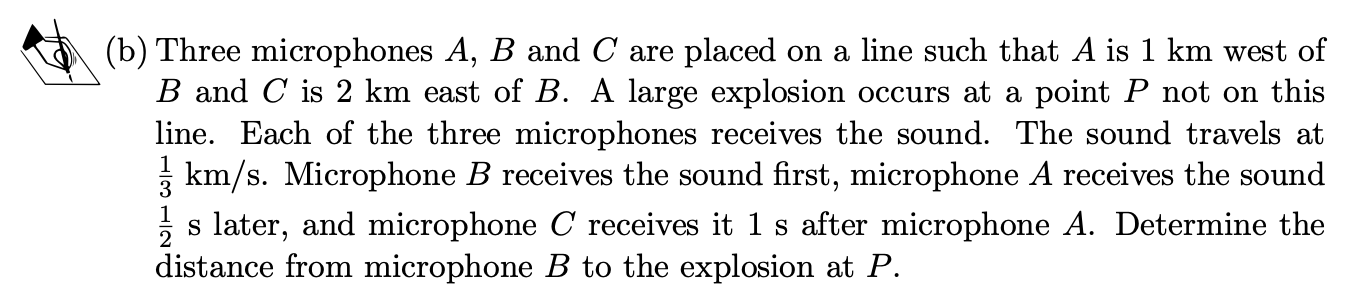 (b) Three microphones A, B and C are placed on a line such that A is 1 km west of
B and C is 2 km east of B. A large explosion occurs at a point P not on this
line. Each of the three microphones receives the sound. The sound travels at
1/3 km/s. Microphone B receives the sound first, microphone A receives the sound
1/2 s later, and microphone C receives it 1 s after microphone A. Determine the
distance from microphone B to the explosion at P.